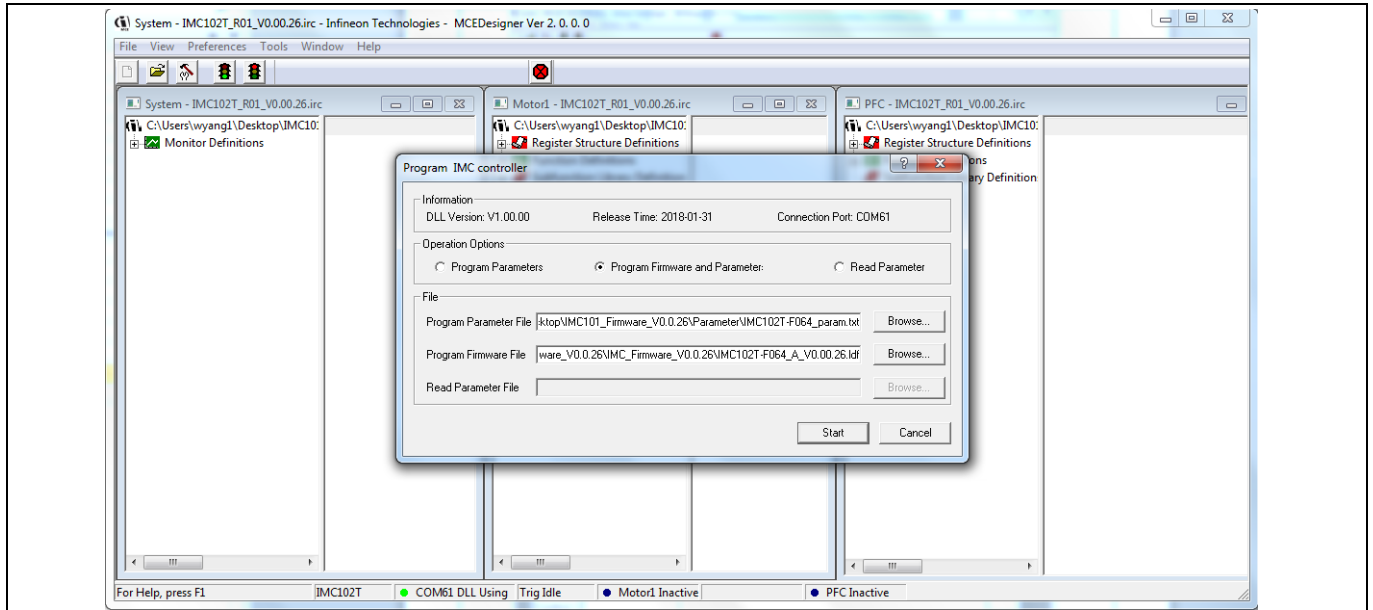 System - IMC102T_R01_V0.00.26.irc - Infineon Technologies - MCEDesigner Ver 2. 0. 0. 0
File View Preferences Tools Window Help
System - IMC102T_R01_V0.00.26.irc
C:\Users\wyang1\Desktop\IMC10:
Monitor Definitions
Motor1 - IMC102T_R01_V0.00.26.irc
C:\Users\wyang1\Desktop\IMC10:
Register Structure Definitions
PFC - IMC102T_R01_V0.00.26.irc
C:\Users\wyang1\Desktop\IMC10:
Register Structure Definitions
ons
ary Definition
Program IMC controller
Information
DLL Version: V1.00.00 Release Time: 2018-01-31 Connection Port: COM61
Operation Options
Program Parameters Program Firmware and Parameter: Read Parameter
File
Program Parameter File ktop\IMC101_Firmware_V0.0.26\Parameter\IMC102T-F064_param.txt Browse...
Program Firmware File ware_V0.0.26\IMC_Firmware_V0.0.26\IMC102T-F064_A_V0.00.26.ldf Browse...
Read Parameter File Browse...
Start Cancel
For Help, press F1 IMC102T COM61 DLL Using Trig Idle Motor1 Inactive PFC Inactive